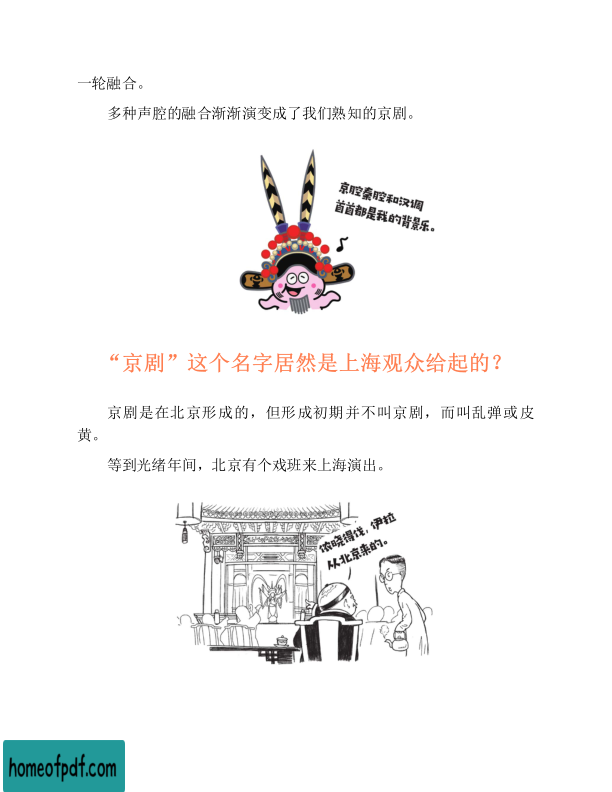 一轮融合。
多种声腔的融合渐渐演变成了我们熟知的京剧。
京腔秦腔和汉调
首首都是我的背景乐。
“京剧”这个名字居然是上海观众给起的？
京剧是在北京形成的，但形成初期并不叫京剧，而叫乱弹或皮
黄。
等到光绪年间，北京有个戏班来上海演出。
侬晓得伐，伊拉
从北京来的。
homeofpdf.com